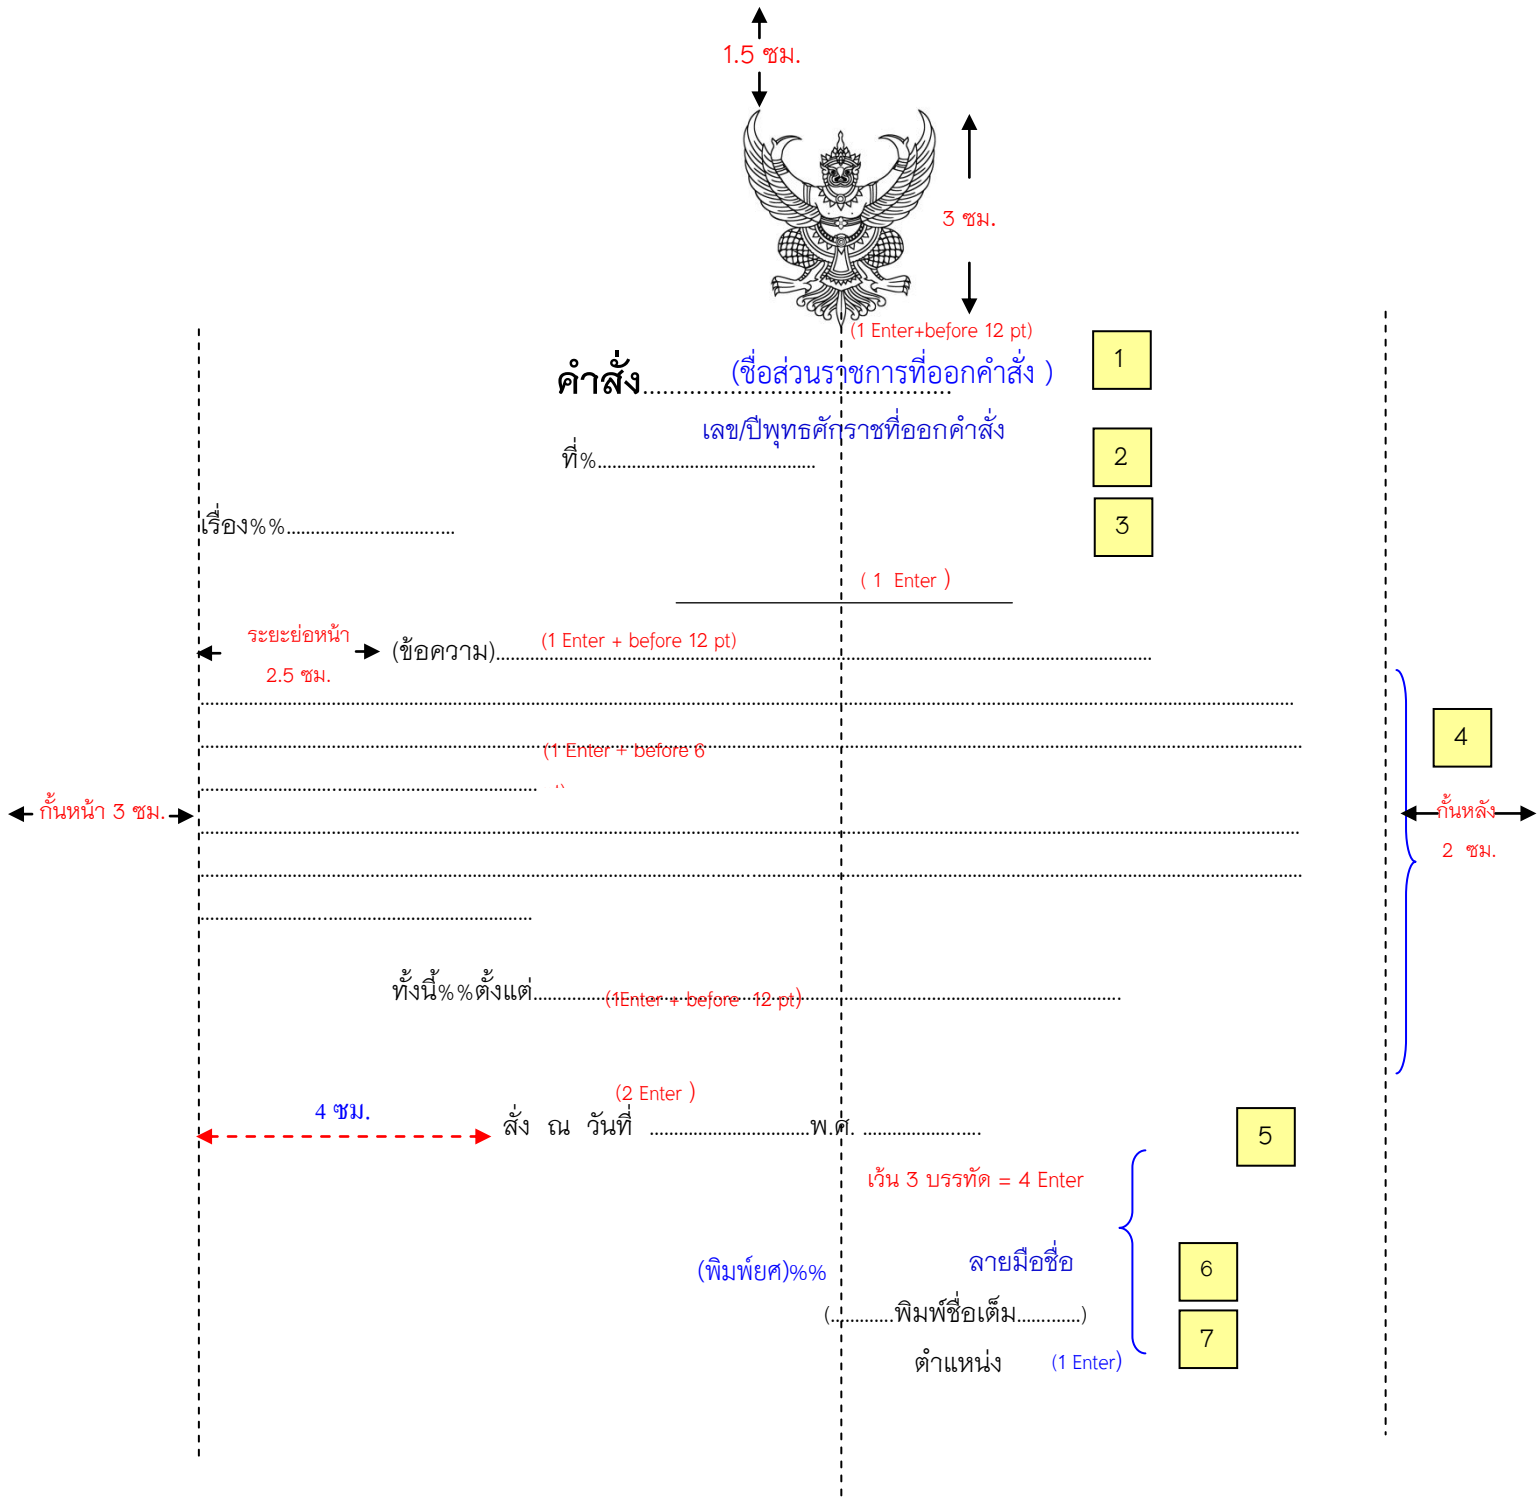 1.5 ซม.
3 ซม.
(1 Enter+before 12 pt)
คำสั่ง.............................................. (ชื่อส่วนราชการที่ออกคำสั่ง )
1
เลข/ปีพุทธศักราชที่ออกคำสั่ง
ที่%.............................................
2
เรื่อง%%...................................
3
( 1 Enter )
ระยะย่อหน้า
(1 Enter + before 12 pt)
(ข้อความ)....................................................................................
2.5 ซม.
4
(1 Enter + before 6
กั้นหน้า 3 ซม.
กั้นหลัง
2 ซม.
ทั้งนี้%%ตั้งแต่....................................................................................
(1Enter + before 12 pt)
(2 Enter )
4 ซม.
สั่ง ณ วันที่ .................................พ.ศ. ........................
5
เว้น 3 บรรทัด = 4 Enter
(พิมพ์ยศ)%%
ลายมือชื่อ
6
(.............พิมพ์ชื่อเต็ม.............)
7
ตำแหน่ง (1 Enter)